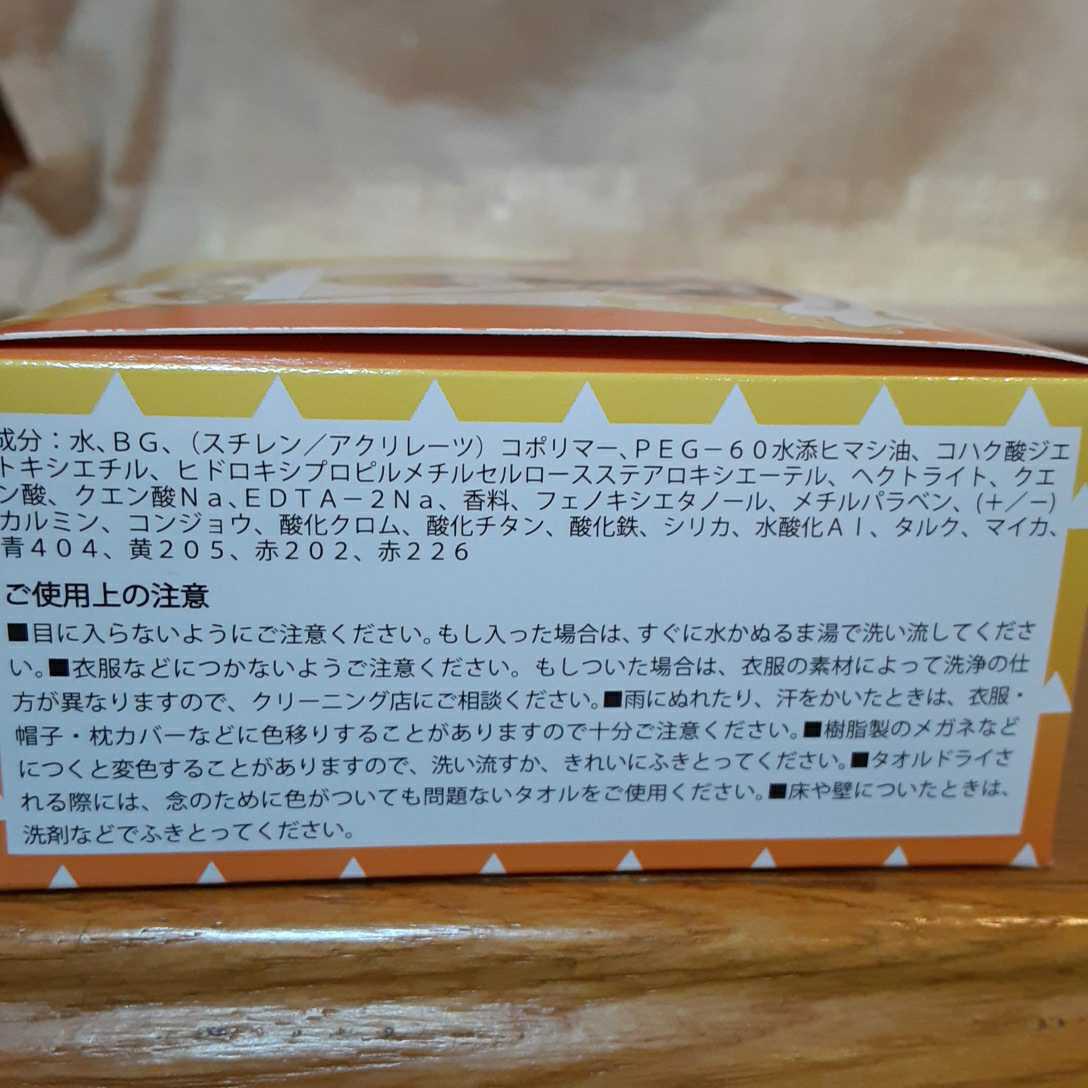 成分：水、ＢＧ、（スチレン／アクリレーツ）コポリマー、ＰＥＧ－６０水添ヒマシ油、コハク酸ジエ
トキシエチル、ヒドロキシプロピルメチルセルロースステアロキシエーテル、ヘクトライト、クエ
ン酸、クエン酸Ｎａ、ＥＤＴＡ－２Ｎａ、香料、フェノキシエタノール、メチルパラベン、(＋／－)
カルミン、コンジョウ、酸化クロム、酸化チタン、酸化鉄、シリカ、水酸化Ａｌ、タルク、マイカ、
青４０４、黄２０５、赤２０２、赤２２６
ご使用上の注意
■目に入らないようにご注意ください。もし入った場合は、すぐに水かぬるま湯で洗い流してくださ
い。■衣服などにつかないようご注意ください。もしついた場合は、衣服の素材によって洗浄の仕
方が異なりますので、クリーニング店にご相談ください。■雨にぬれたり、汗をかいたときは、衣服・
帽子・枕カバーなどに色移りすることがありますので十分ご注意ください。■樹脂製のメガネなど
につくと変色することがありますので、洗い流すか、きれいにふきとってください。■タオルドライさ
れる際には、念のために色がついても問題ないタオルをご使用ください。■床や壁についたときは、
洗剤などでふきとってください。